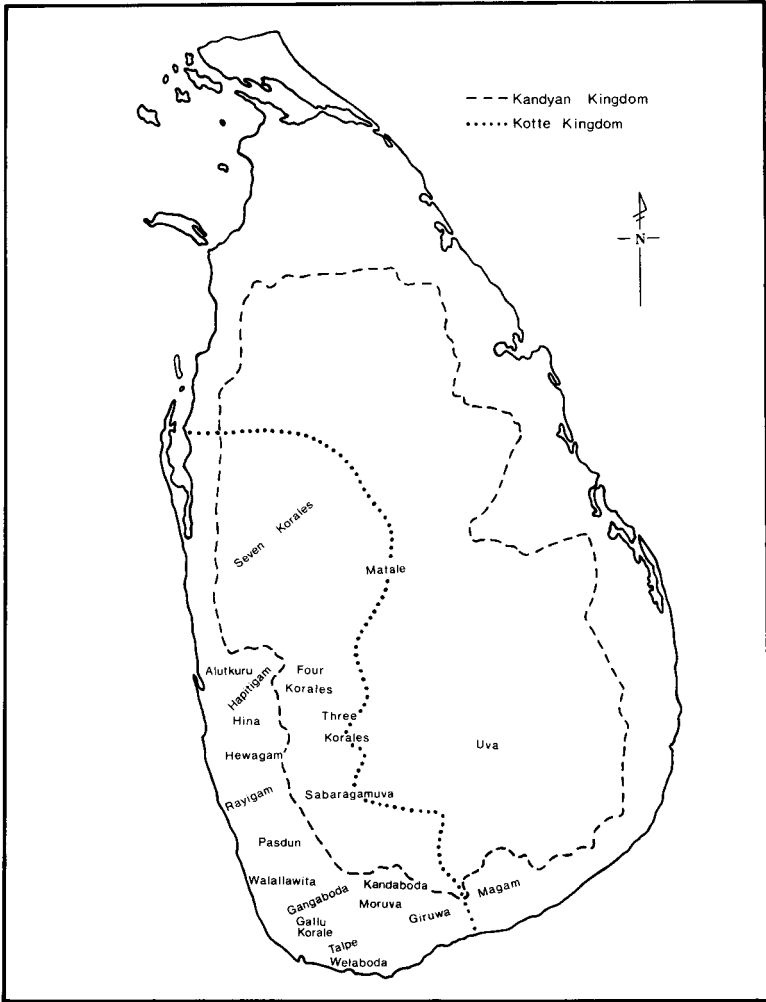 Kandyan Kingdom
Kotte Kingdom
N
Seven Korales
Matale
Alutkuru
Hapitigam
Four
Korales
Hina
Three
Korales
Hewagam
Uva
Rayigam
Sabaragamuva
Pasdun
Walallawita
Kandaboda
Magam
Gangaboda
Moruva
Giruwa
Gallu
Korale
Talpe
Welaboda